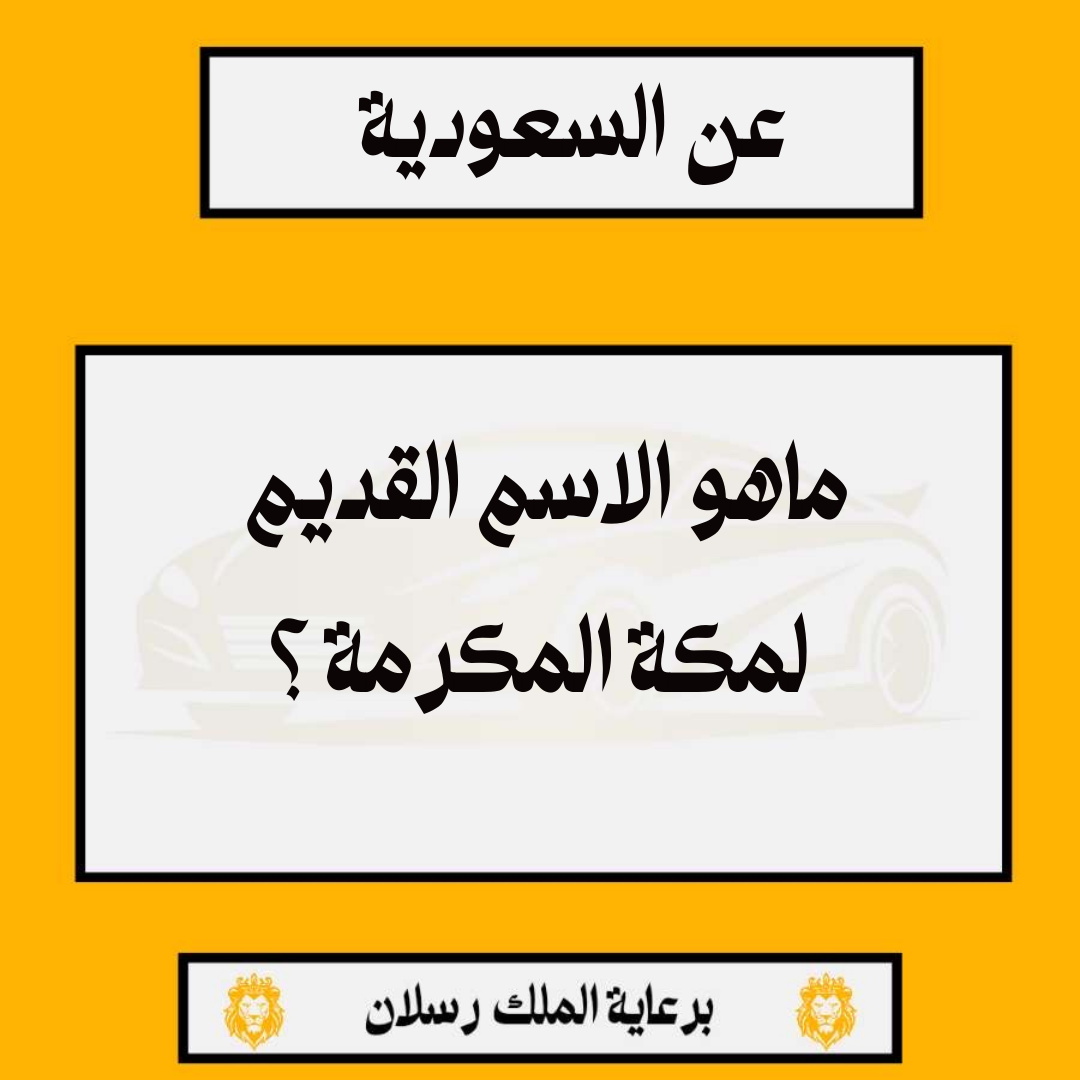 عن السعودية
ماهو الاسم القديم
لمكة المكرمة ؟
برعاية الملك رسلان